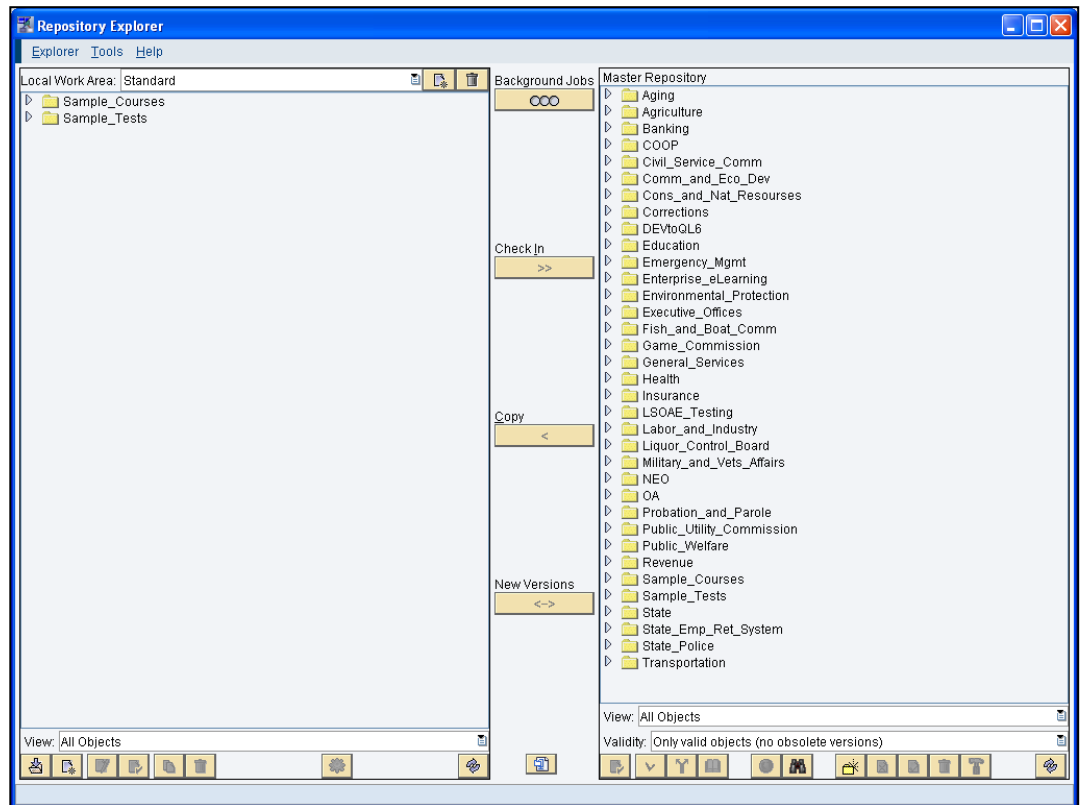 Repository Explorer
Explorer Tools Help
Local Work Area: Standard
Sample_Courses
Sample_Tests
View: All Objects
Background Jobs
Check In
>>
Copy
<
New Versions
<->
Master Repository
Aging
Agriculture
Banking
COOP
Civil_Service_Comm
Comm_and_Eco_Dev
Cons_and_Nat_Resourses
Corrections
DEVtoQL6
Education
Emergency_Mgmt
Enterprise_eLearning
Environmental_Protection
Executive_Offices
Fish_and_Boat_Comm
Game_Commission
General_Services
Health
Insurance
LSOAE_Testing
Labor_and_Industry
Liquor_Control_Board
Military_and_Vets_Affairs
NEO
OA
Probation_and_Parole
Public_Utility_Commission
Public_Welfare
Revenue
Sample_Courses
Sample_Tests
State
State_Emp_Ret_System
State_Police
Transportation
View: All Objects
Validity: Only valid objects (no obsolete versions)